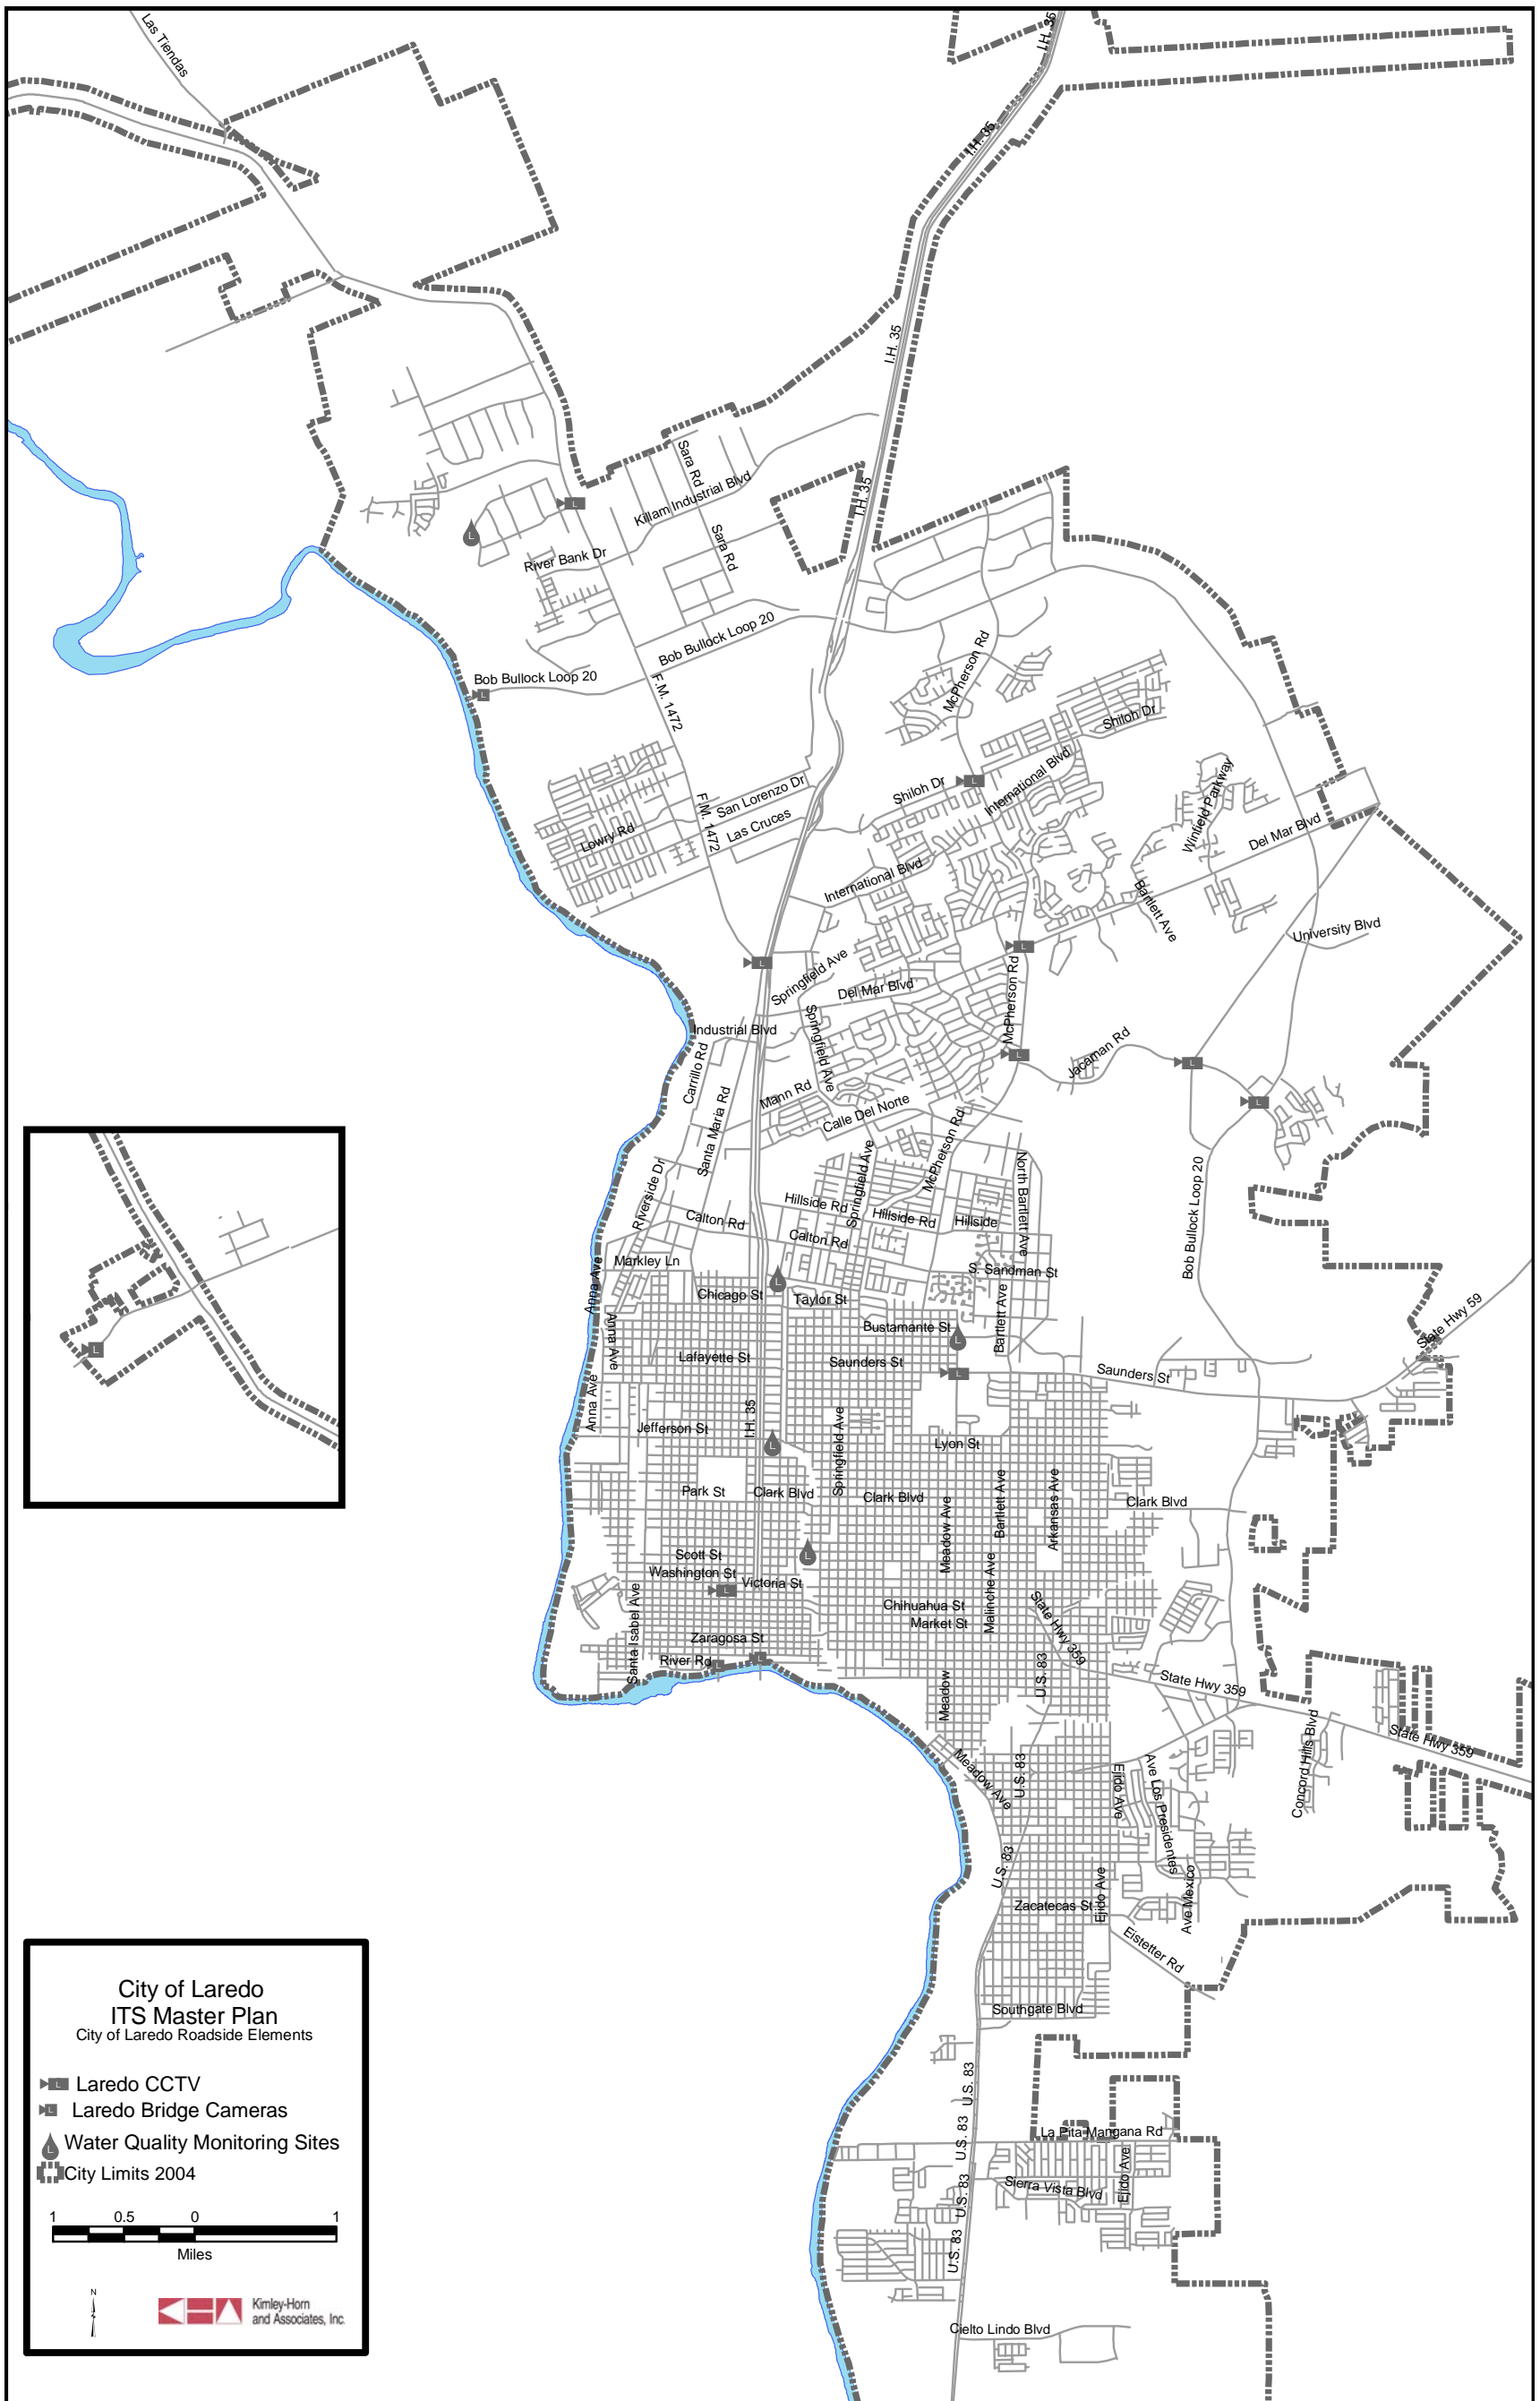 Las Tiendas
I.H. 35
I.H. 35
I.H. 35
I.H. 35
Sara Rd
Killam Industrial Blvd
Sara Rd
River Bank Dr
Bob Bullock Loop 20
Bob Bullock Loop 20
McPherson Rd
F.M. 1472
Shiloh Dr
International Blvd
Shiloh Dr
San Lorenzo Dr
Las Cruces
F.M. 1472
Lowry Rd
Winfield Parkway
Del Mar Blvd
International Blvd
Bartlett Ave
University Blvd
Springfield Ave
Del Mar Blvd
McPherson Rd
Industrial Blvd
Springfield Ave
Jacaman Rd
Carrillo Rd
Mann Rd
Calle Del Norte
Santa Maria Rd
McPherson Rd
Springfield Ave
North Bartlett Ave
Riverside Dr
Hillside Rd
Hillside Rd
Hillside
Calton Rd
Calton Rd
Bob Bullock Loop 20
Markley Ln
S. Sandman St
Anna Ave
Chicago St
Taylor St
Bustamante St
Bartlett Ave
State Hwy 59
Anna Ave
Lafayette St
Saunders St
Saunders St
Anna Ave
I.H. 35
Jefferson St
Springfield Ave
Lyon St
Park St
Clark Blvd
Clark Blvd
Clark Blvd
Meadow Ave
Bartlett Ave
Arkansas Ave
Scott St
Washington St
Victoria St
Santa Isabel Ave
Chihuahua St
Market St
Malinche Ave
State Hwy 359
Zaragosa St
River Rd
U.S. 83
State Hwy 359
Meadow
State Hwy 359
Concord Hills Blvd
Meadow Ave
U.S. 83
Ejido Ave
Ave Los Presidentes
U.S. 83
Zacatecas St
Ejido Ave
Ave Mexico
Eistetter Rd
Southgate Blvd
U.S. 83
U.S. 83
La Pita Mangana Rd
U.S. 83
Sierra Vista Blvd
Ejido Ave
U.S. 83
Cielto Lindo Blvd
City of Laredo
ITS Master Plan
City of Laredo Roadside Elements
L Laredo CCTV
L Laredo Bridge Cameras
L Water Quality Monitoring Sites
City Limits 2004
1 0.5 0 1
Miles
N
Kimley-Horn
and Associates, Inc.